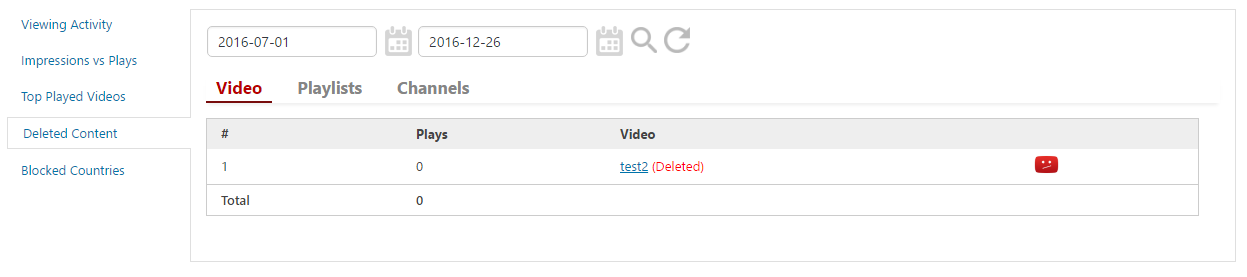 Viewing Activity
Impressions vs Plays
Top Played Videos
Deleted Content
Blocked Countries
2016-07-01 2016-12-26
Video Playlists Channels
# Plays Video
1 0 test2 (Deleted)
Total 0